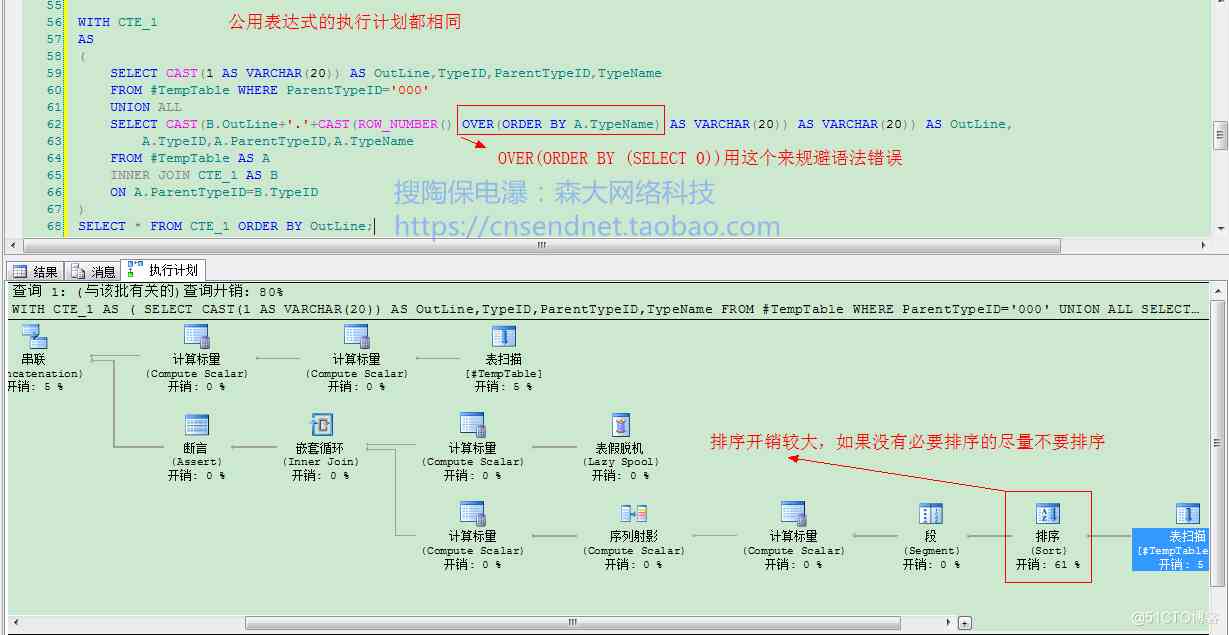 55
56 WITH CTE_1 公用表达式的执行计划都相同
57 AS
58 (
59 SELECT CAST(1 AS VARCHAR(20)) AS OutLine,TypeID,ParentTypeID,TypeName
60 FROM #TempTable WHERE ParentTypeID='000'
61 UNION ALL
62 SELECT CAST(B.OutLine+'.'+CAST(ROW_NUMBER() OVER(ORDER BY A.TypeName) AS VARCHAR(20)) AS VARCHAR(20)) AS OutLine,
63 A.TypeID,A.ParentTypeID,A.TypeName
OVER(ORDER BY (SELECT 0))用这个来规避语法错误
64 FROM #TempTable AS A
65 INNER JOIN CTE_1 AS B
66 ON A.ParentTypeID=B.TypeID
67 )
68 SELECT * FROM CTE_1 ORDER BY OutLine;
搜陶保电瀑：森大网络科技
https://cnsendnet.taobao.com
结果 消息 执行计划
查询 1: (与该批有关的)查询开销: 80%
WITH CTE_1 AS ( SELECT CAST(1 AS VARCHAR(20)) AS OutLine,TypeID,ParentTypeID,TypeName FROM #TempTable WHERE ParentTypeID='000' UNION ALL SELECT...
串联 计算标量 计算标量 表扫描
ncatenation) (Compute Scalar) (Compute Scalar) [#TempTable]
开销: 5 % 开销: 0 % 开销: 0 % 开销: 5 %
断言 嵌套循环 计算标量 表假脱机
(Assert) (Inner Join) (Compute Scalar) (Lazy Spool)
开销: 0 % 开销: 0 % 开销: 0 % 开销: 0 %
排序开销较大，如果没有必要排序的尽量不要排序
计算标量 序列射影 计算标量 段 排序 表扫描
(Compute Scalar) (Compute Scalar) (Compute Scalar) (Segment) (Sort) [#TempTable
开销: 0 % 开销: 0 % 开销: 0 % 开销: 0 % 开销: 61 % 开销: 5
@51CTO博客